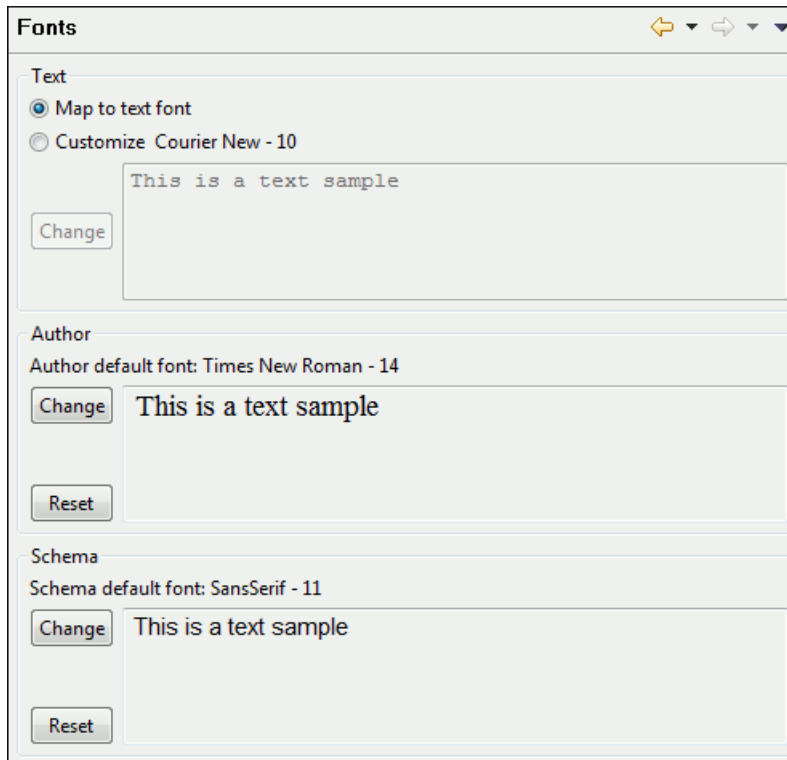 Fonts
Text
Map to text font
Customize Courier New - 10
This is a text sample
Change
Author
Author default font: Times New Roman - 14
Change
This is a text sample
Reset
Schema
Schema default font: SansSerif - 11
Change
This is a text sample
Reset